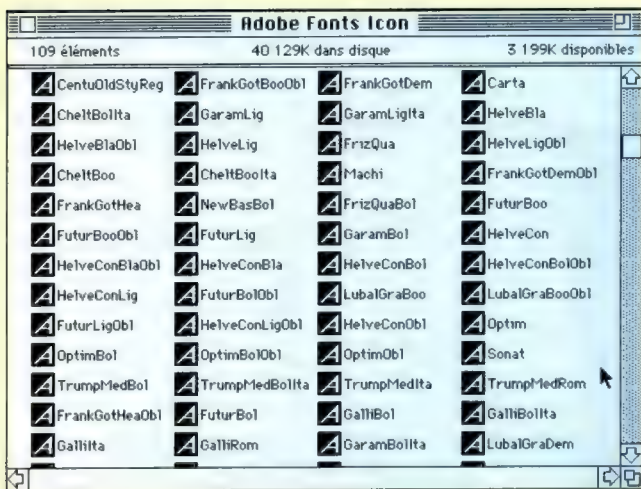 Adobe Fonts Icon
109 éléments 40 129K dans disque 3 199K disponibles
CentuOldStyReg FrankGotBooObl FrankGotDem Carta
CheltBolIta GaramLig GaramLigIta HelveBla
HelveBlaObl HelveLig FrizQua HelveLigObl
CheltBoo CheltBooIta Machi FrankGotDemObl
FrankGotHea NewBasBol FrizQuaBol FuturBoo
FuturBooObl FuturLig GaramBol HelveCon
HelveConBlaObl HelveConBla HelveConBol HelveConBolObl
HelveConLig FuturBolObl LubalGraBoo LubalGraBooObl
FuturLigObl HelveConLigObl HelveConObl Optim
OptimBol OptimBolObl OptimObl Sonat
TrumpMedBol TrumpMedBolIta TrumpMedIta TrumpMedRom
FrankGotHeaObl FuturBol GalliBol GalliBolIta
GalliIta GalliRom GaramBolIta LubalGraDem